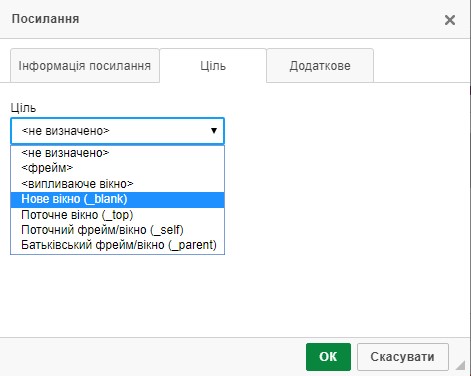 Посилання
Інформація посилання
Ціль
Додаткове
Ціль
<не визначено>
<не визначено>
<фрейм>
<випливаюче вікно>
Нове вікно (_blank)
Поточне вікно (_top)
Поточний фрейм/вікно (_self)
Батьківський фрейм/вікно (_parent)
ОК
Скасувати